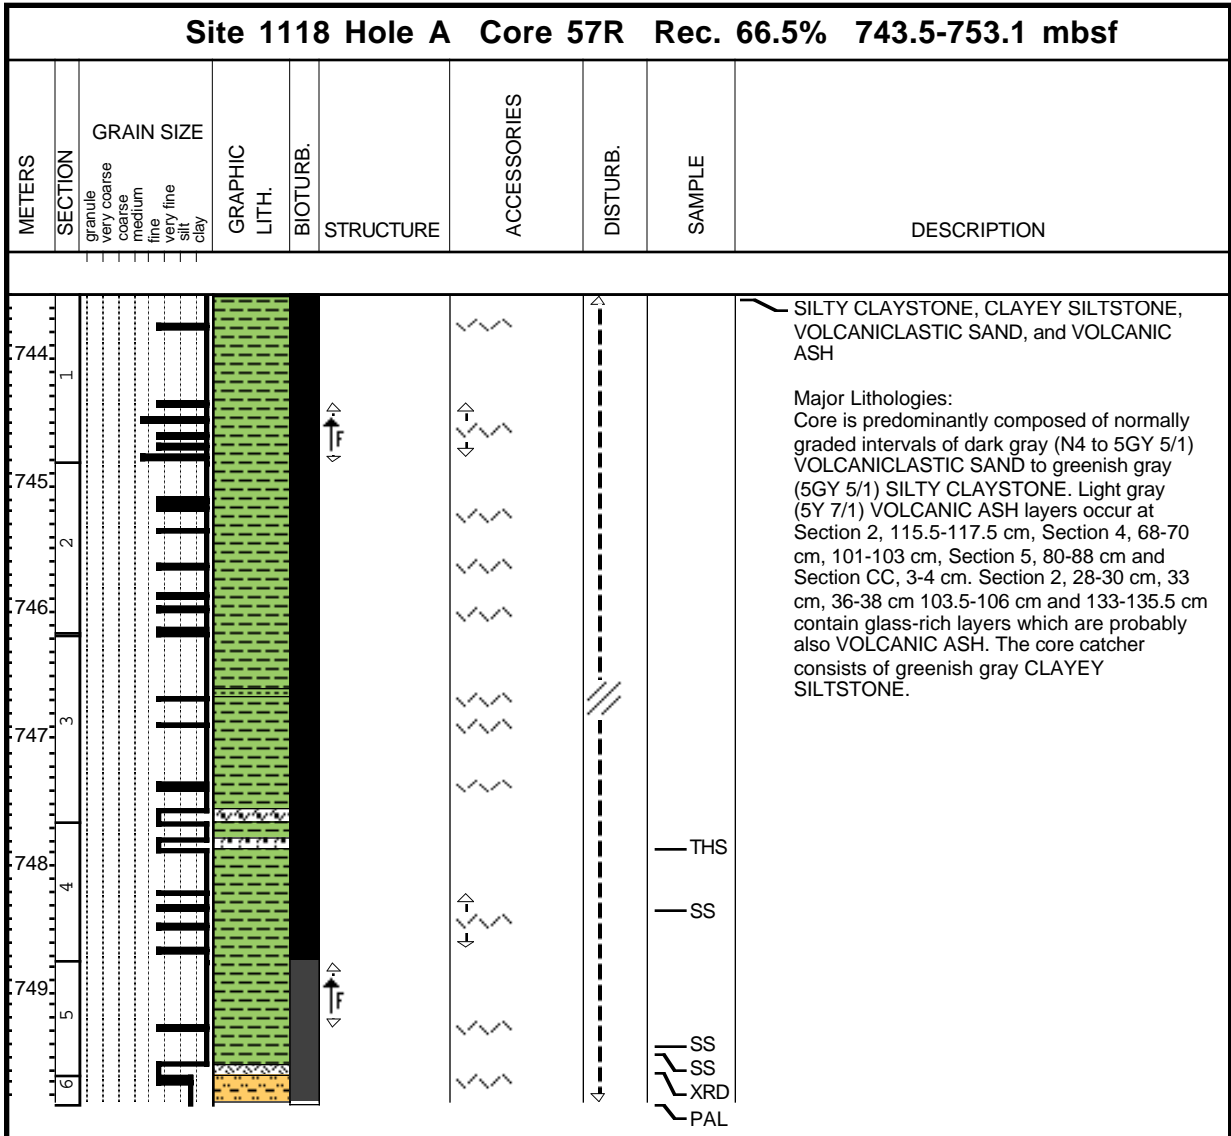 Site 1118 Hole A Core 57R Rec. 66.5% 743.5-753.1 mbsf
METERS
SECTION
GRAIN SIZE
granule
very coarse
coarse
medium
fine
very fine
silt
clay
GRAPHIC
LITH.
BIOTURB.
STRUCTURE
ACCESSORIES
DISTURB.
SAMPLE
DESCRIPTION
744
745
746
747
748
749
1
2
3
4
5
6
F
F
THS
SS
SS
SS
XRD
PAL
SILTY CLAYSTONE, CLAYEY SILTSTONE,
VOLCANICLASTIC SAND, and VOLCANIC
ASH
Major Lithologies:
Core is predominantly composed of normally
graded intervals of dark gray (N4 to 5GY 5/1)
VOLCANICLASTIC SAND to greenish gray
(5GY 5/1) SILTY CLAYSTONE. Light gray
(5Y 7/1) VOLCANIC ASH layers occur at
Section 2, 115.5-117.5 cm, Section 4, 68-70
cm, 101-103 cm, Section 5, 80-88 cm and
Section CC, 3-4 cm. Section 2, 28-30 cm, 33
cm, 36-38 cm 103.5-106 cm and 133-135.5 cm
contain glass-rich layers which are probably
also VOLCANIC ASH. The core catcher
consists of greenish gray CLAYEY
SILTSTONE.